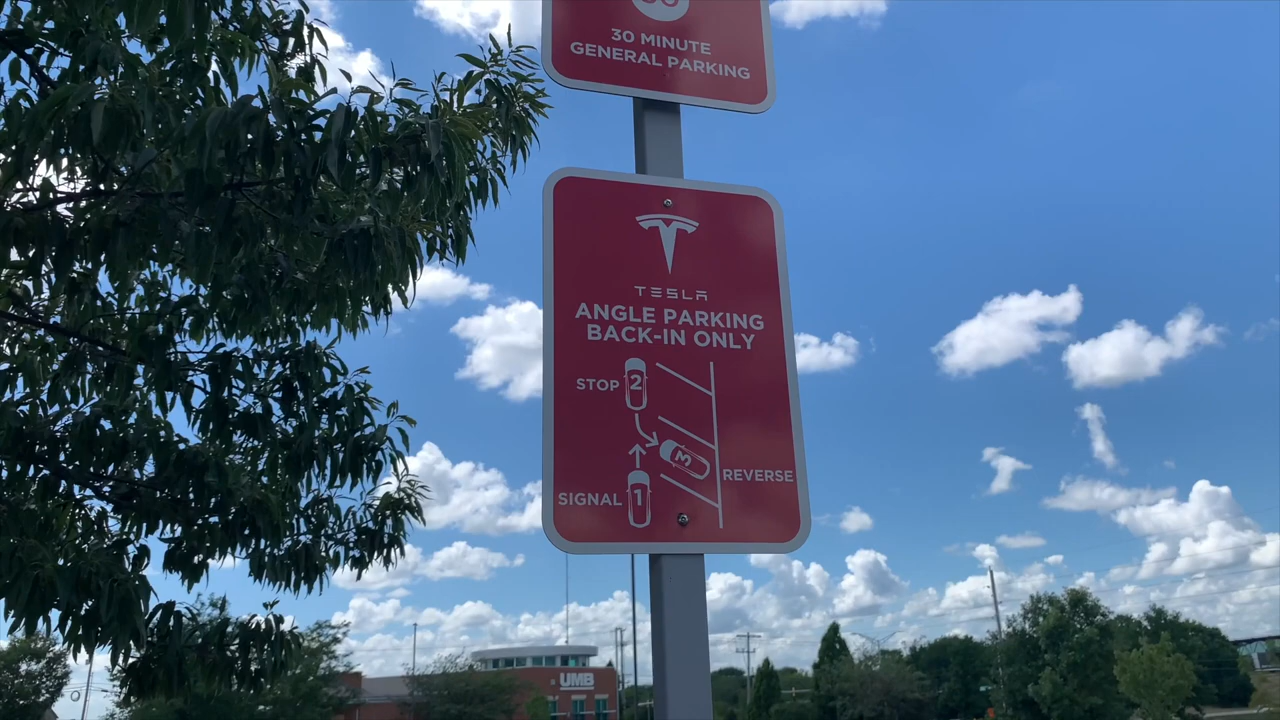 30 MINUTE
GENERAL PARKING
TESLA
ANGLE PARKING
BACK-IN ONLY
STOP 2
3
REVERSE
SIGNAL 1
UMB